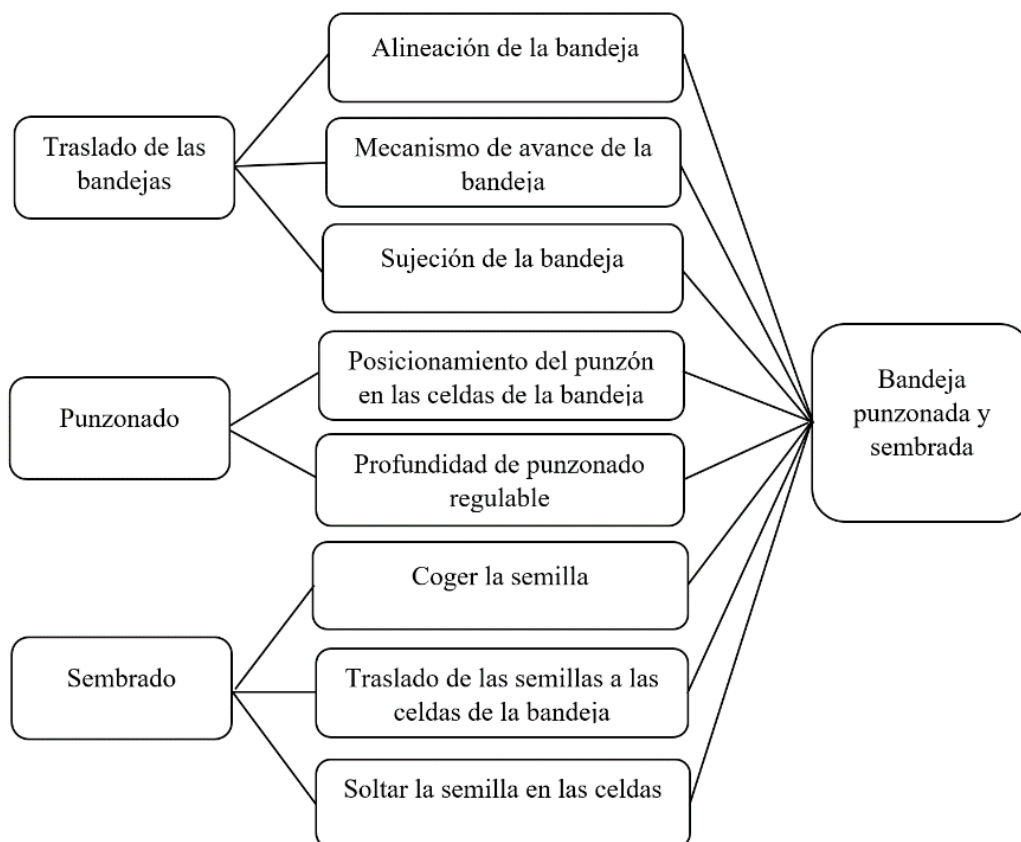 Alineación de la bandeja
Traslado de las
bandejas
Mecanismo de avance de la
bandeja
Sujeción de la bandeja
Posicionamiento del punzón
en las celdas de la bandeja
Punzonado
Profundidad de punzonado
regulable
Bandeja
punzonada y
sembrada
Coger la semilla
Sembrado
Traslado de las semillas a las
celdas de la bandeja
Soltar la semilla en las celdas